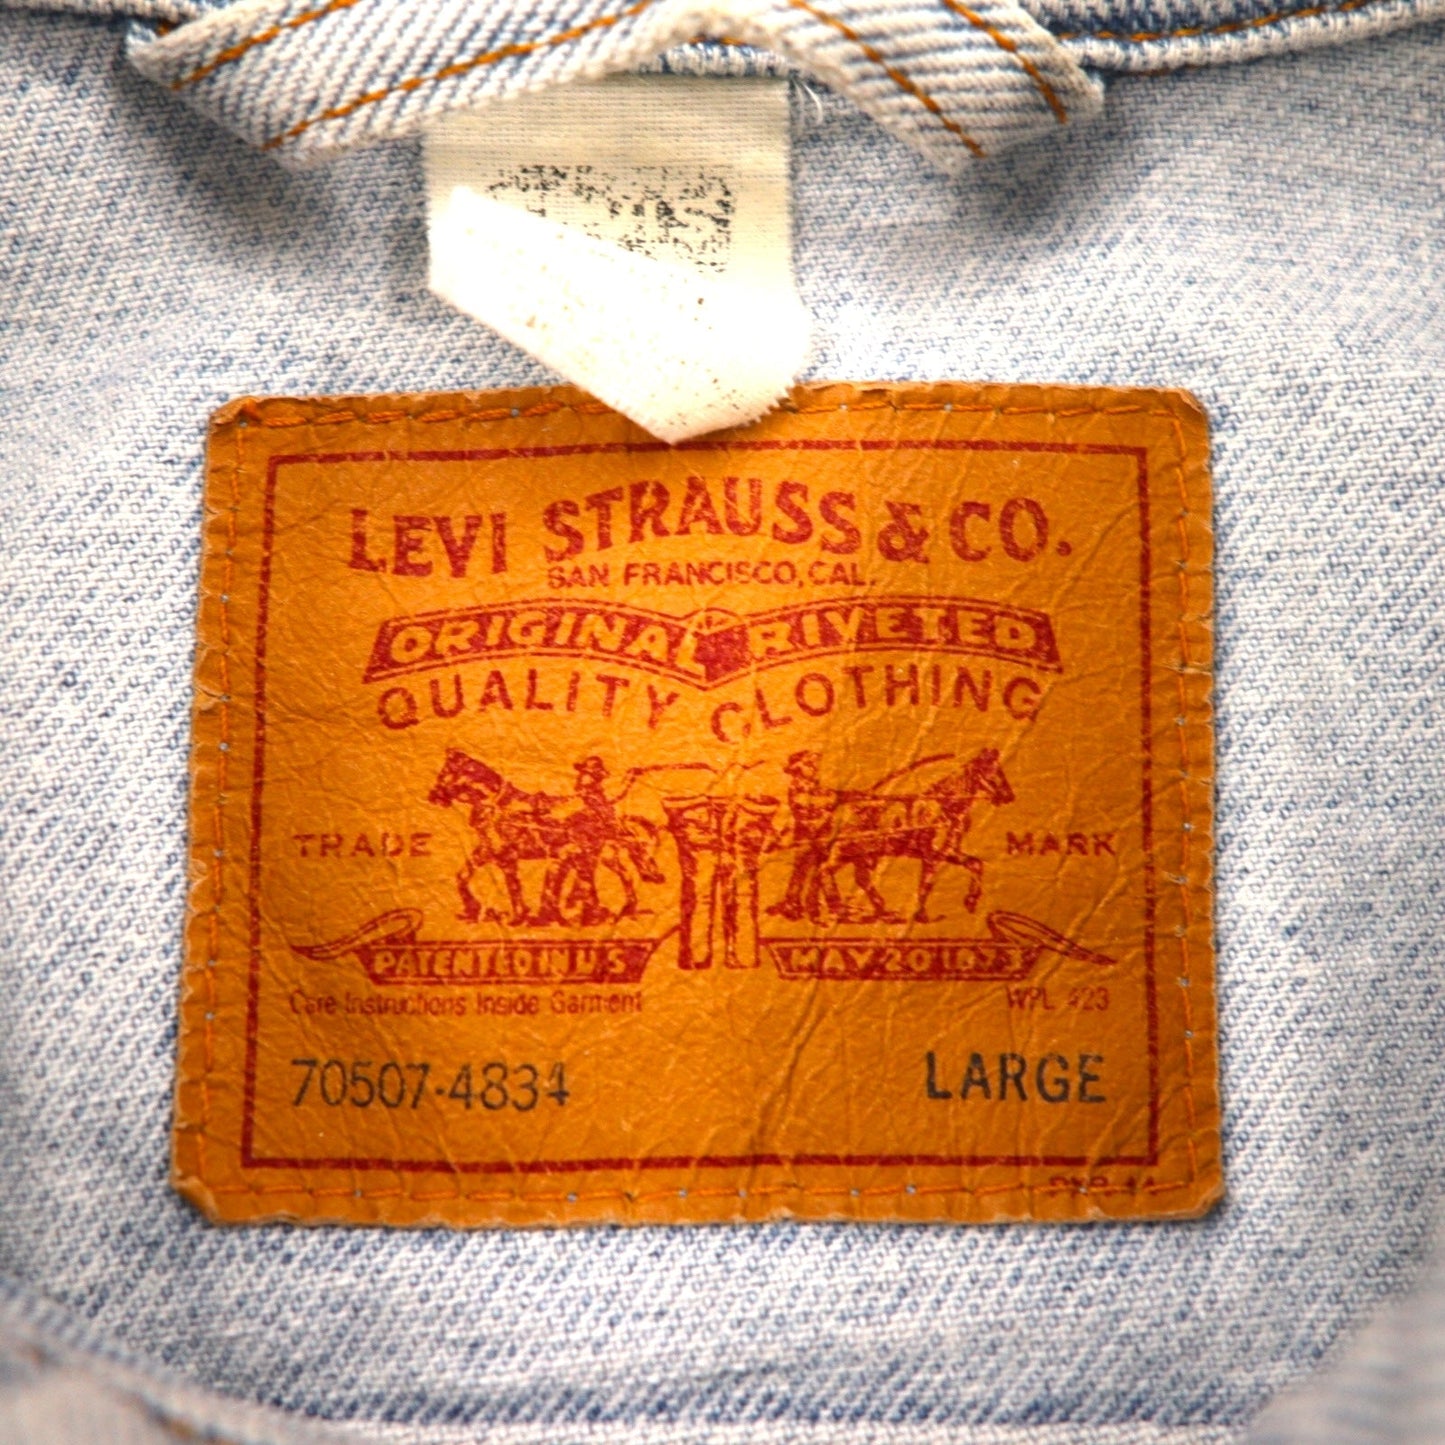 LEVI STRAUSS & CO.
SAN FRANCISCO, CAL.
ORIGINAL RIVETED
QUALITY CLOTHING
TRADE MARK
PATENTED IN U S MAY 20 1873
Care Instructions Inside Garment WPL 423
70507-4834 LARGE